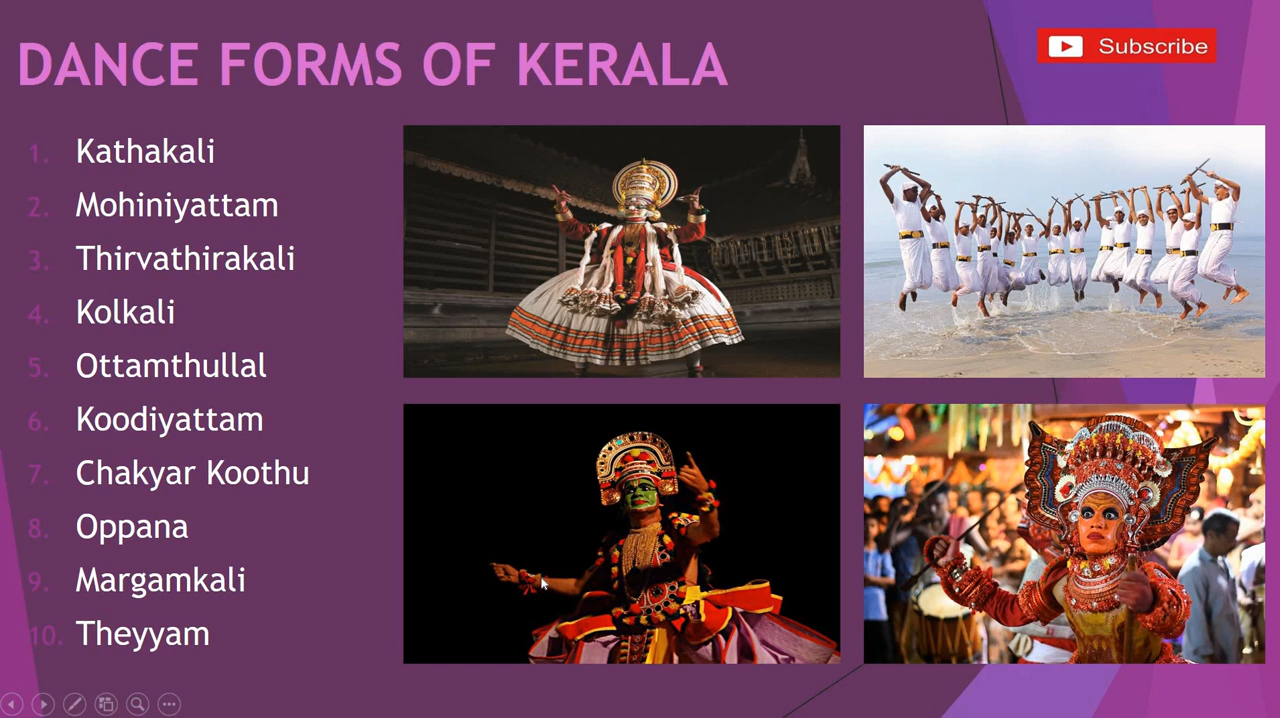 DANCE FORMS OF KERALA
Subscribe
1. Kathakali
2. Mohiniyattam
3. Thirvathirakali
4. Kolkali
5. Ottamthullal
6. Koodiyattam
7. Chakyar Koothu
8. Oppana
9. Margamkali
10. Theyyam